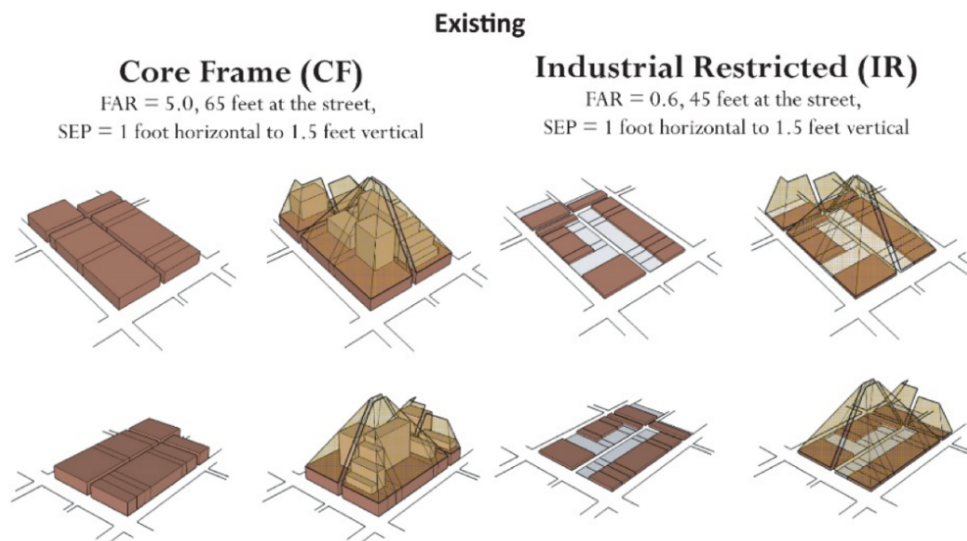 Existing
Core Frame (CF)
FAR = 5.0, 65 feet at the street,
SEP = 1 foot horizontal to 1.5 feet vertical
Industrial Restricted (IR)
FAR = 0.6, 45 feet at the street,
SEP = 1 foot horizontal to 1.5 feet vertical